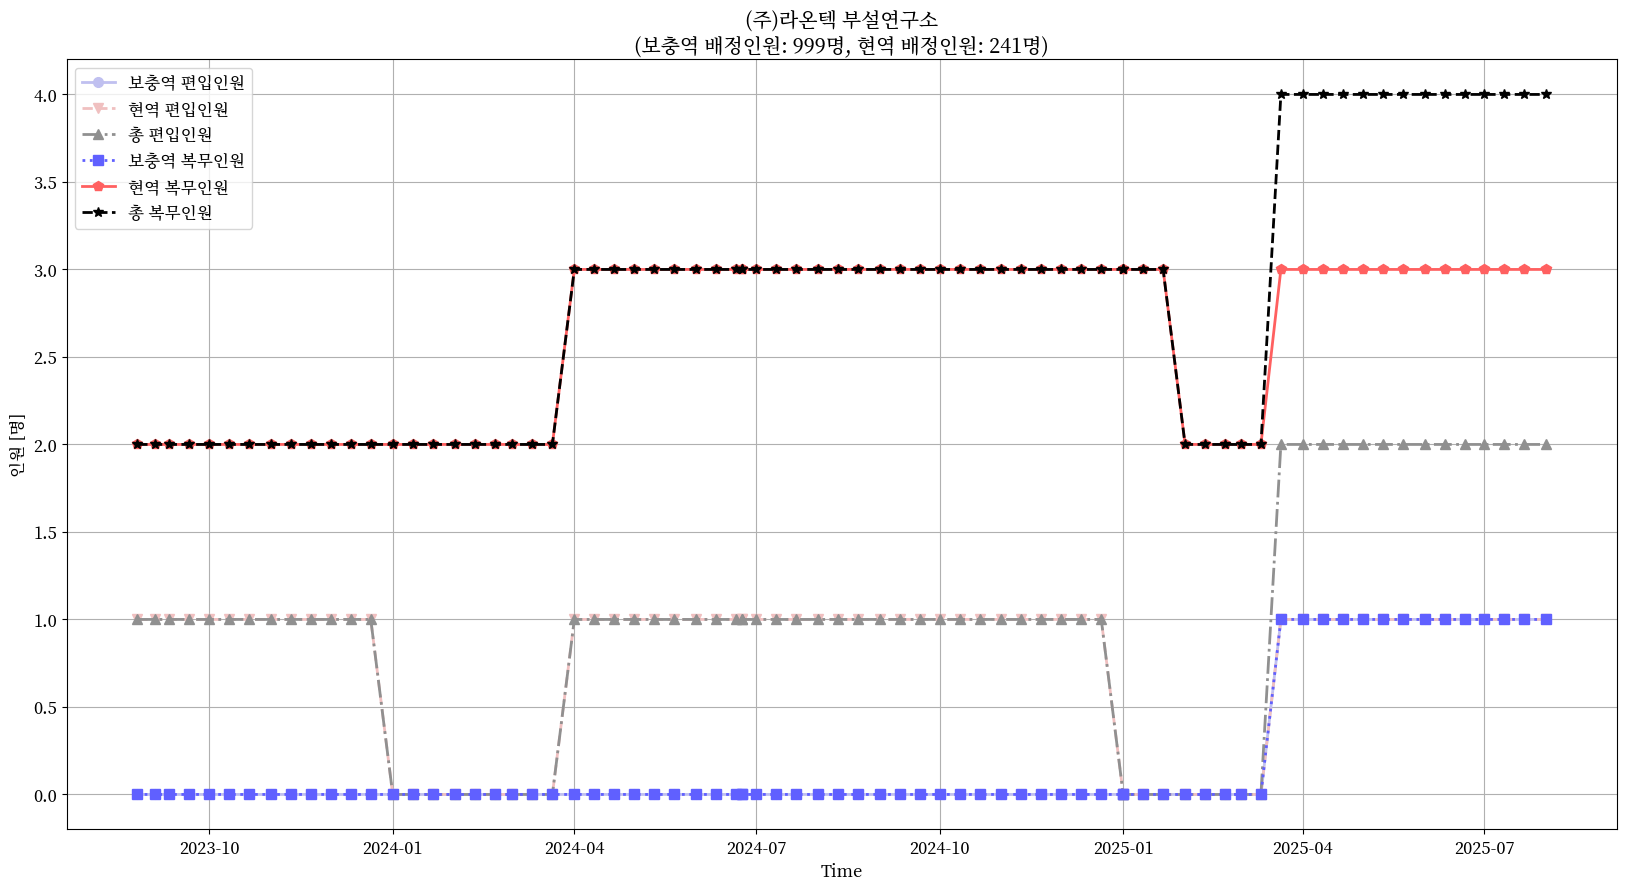 (주)라온텍 부설연구소
(보충역 배정인원: 999명, 현역 배정인원: 241명)
보충역 편입인원
현역 편입인원
총 편입인원
보충역 복무인원
현역 복무인원
총 복무인원
4.0
3.5
3.0
2.5
2.0
1.5
1.0
0.5
0.0
인원 [명]
2023-10
2024-01
2024-04
2024-07
2024-10
2025-01
2025-04
2025-07
Time